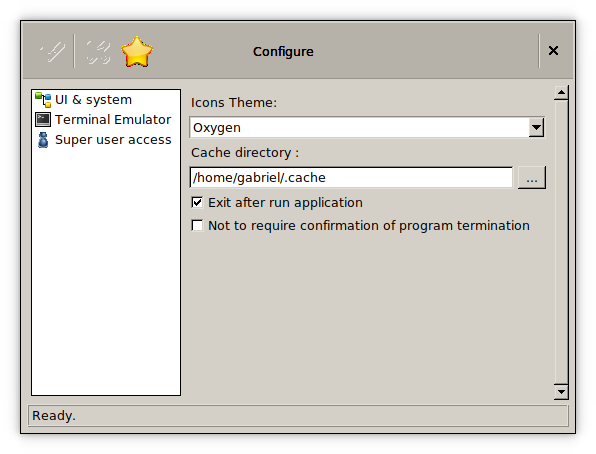 Configure
UI & system
Terminal Emulator
Super user access
Icons Theme:
Oxygen
Cache directory :
/home/gabriel/.cache
...
Exit after run application
Not to require confirmation of program termination
Ready.